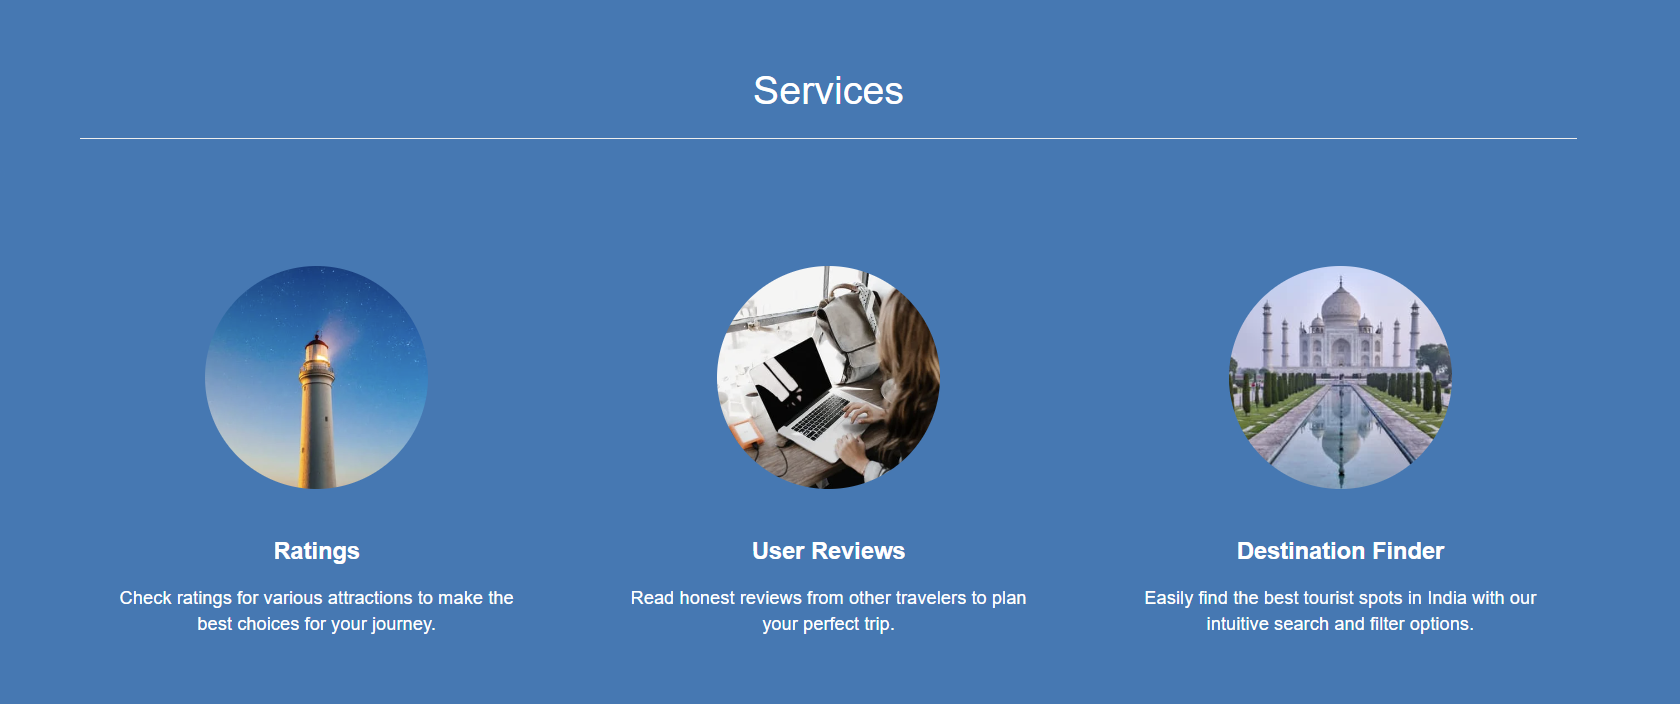 Services
Ratings
Check ratings for various attractions to make the
best choices for your journey.
User Reviews
Read honest reviews from other travelers to plan
your perfect trip.
Destination Finder
Easily find the best tourist spots in India with our
intuitive search and filter options.